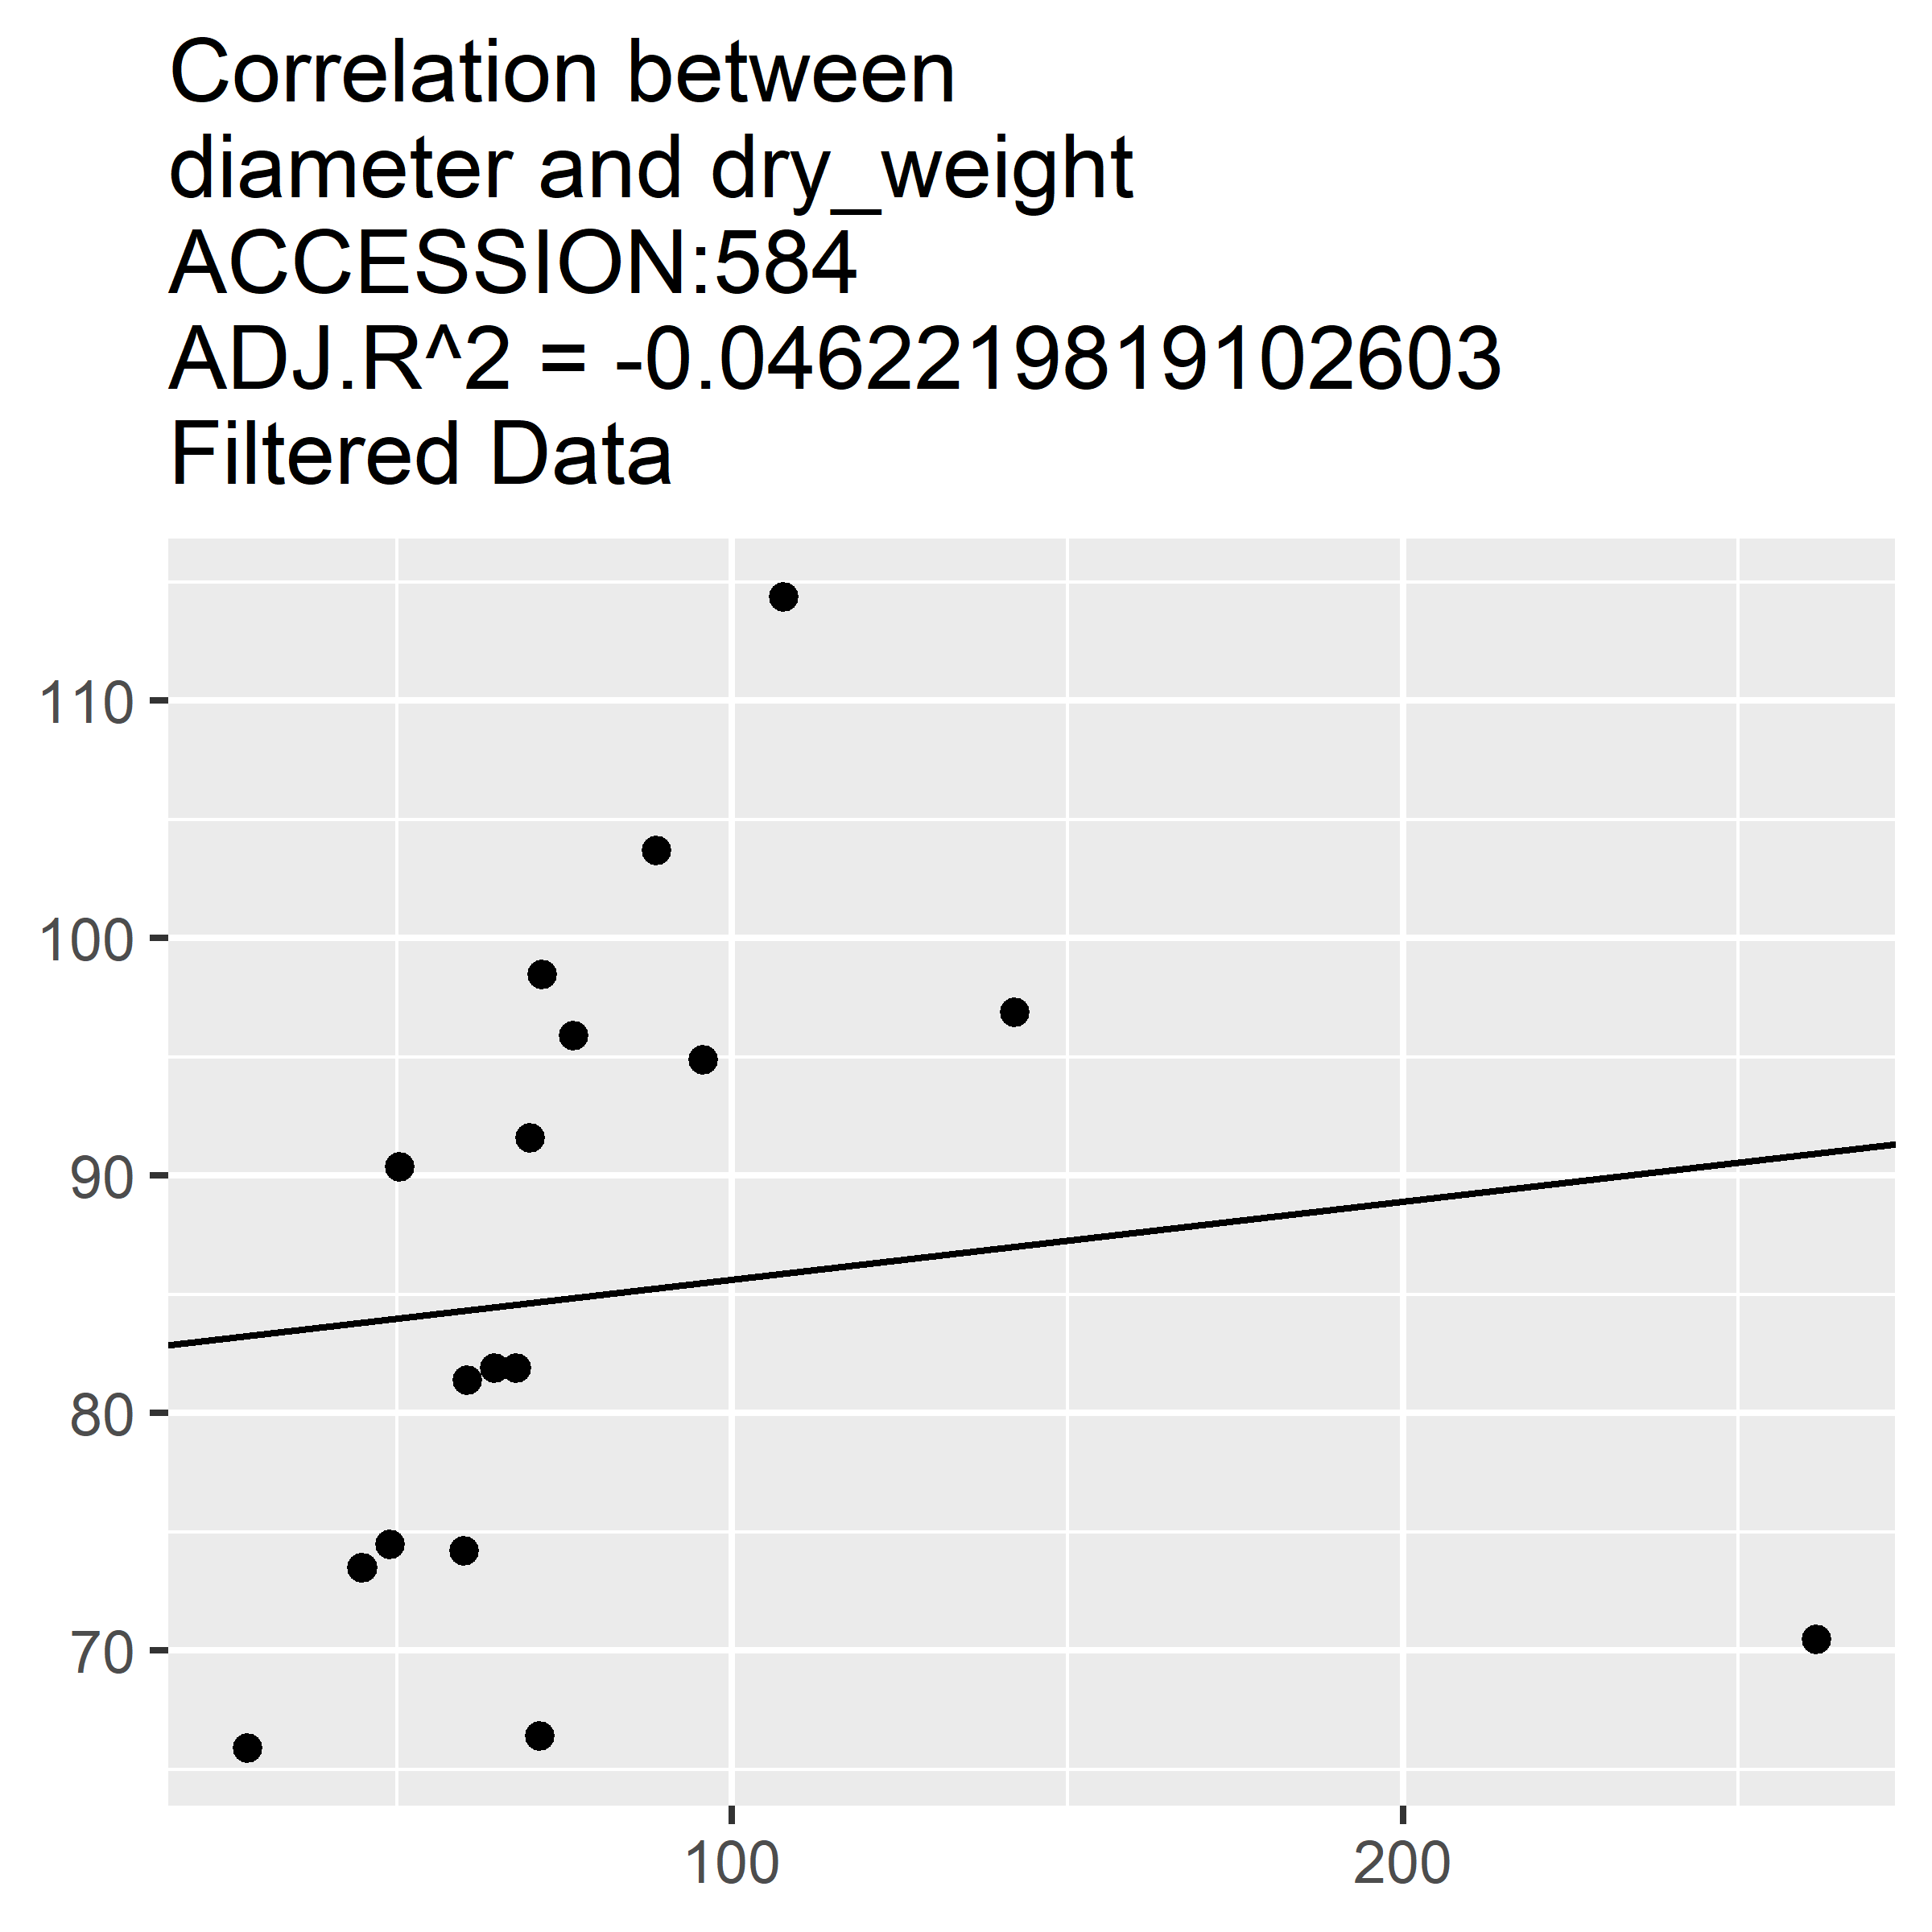 Correlation between
diameter and dry_weight
ACCESSION:584
ADJ.R^2 = -0.0462219819102603
Filtered Data
110
100
90
80
70
100
200